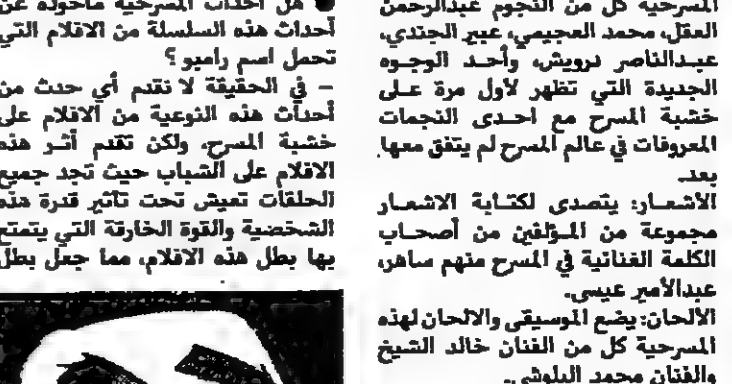 المسرحية كل من النجوم عبدالرحمن
العقل، محمد العجيمي، عبير الجندي،
عبدالناصر درويش، وأحد الوجوه
الجديدة التي تظهر لأول مرة على
خشبة المسرح مع احدى النجمات
المعروفات في عالم المسرح لم يتفق معها
بعد.
الأشعار: يتصدى لكتابة الاشعار
مجموعة من المؤلفين من أصحاب
الكلمة الغنائية في المسرح منهم ساهر،
عبدالأمير عيسى.
الألحان: يضع الموسيقى والالحان لهذه
المسرحية كل من الفنان خالد الشيخ
والفنان محمد البلوشي.
● هل أحداث المسرحية مأخوذة عن
أحداث هذه السلسلة من الافلام التي
تحمل اسم رامبو؟
– في الحقيقة لا نقدم أي حدث من
أحداث هذه النوعية من الافلام على
خشبة المسرح، ولكن نقدم أثر هذه
الافلام على الشباب حيث تجد جميع
الحلقات تعيش تحت تأثير قدرة هذه
الشخصية والقوة الخارقة التي يتمتع
بها بطل هذه الافلام، مما جعل بطل